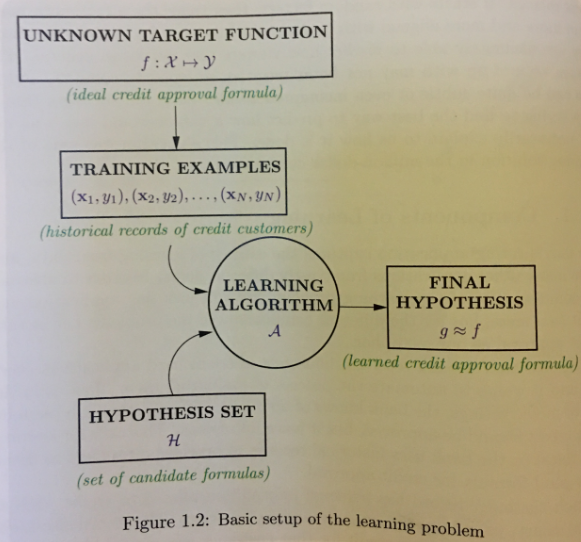 UNKNOWN TARGET FUNCTION
f : 𝒳 ↦ 𝒴
(ideal credit approval formula)
TRAINING EXAMPLES
(x₁, y₁), (x₂, y₂), . . . , (x_N, y_N)
(historical records of credit customers)
LEARNING
ALGORITHM
𝒜
FINAL
HYPOTHESIS
g ≈ f
(learned credit approval formula)
HYPOTHESIS SET
ℋ
(set of candidate formulas)
Figure 1.2: Basic setup of the learning problem